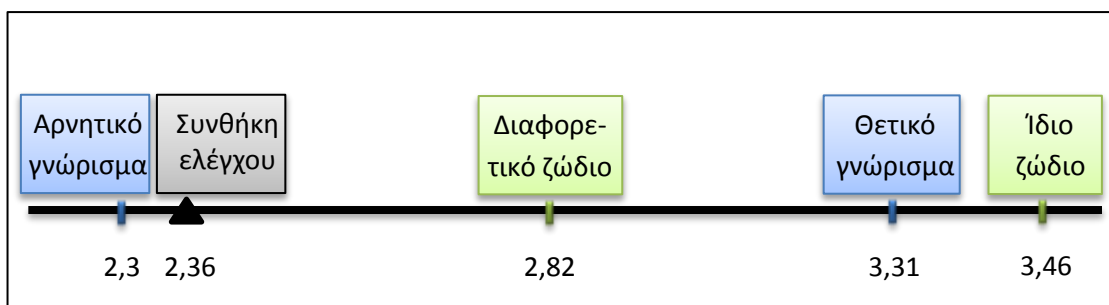 Αρνητικό
γνώρισμα
Συνθήκη
ελέγχου
Διαφορε-
τικό ζώδιο
Θετικό
γνώρισμα
Ίδιο
ζώδιο
2,3
2,36
2,82
3,31
3,46